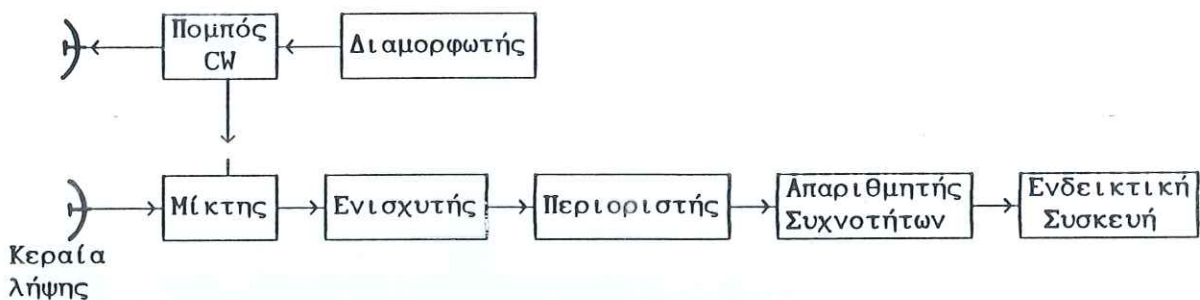 Πομπός
CW
Διαμορφωτής
Μίκτης
Ενισχυτής
Περιοριστής
Απαριθμητής
Συχνοτήτων
Ενδεικτική
Συσκευή
Κεραία
λήψης